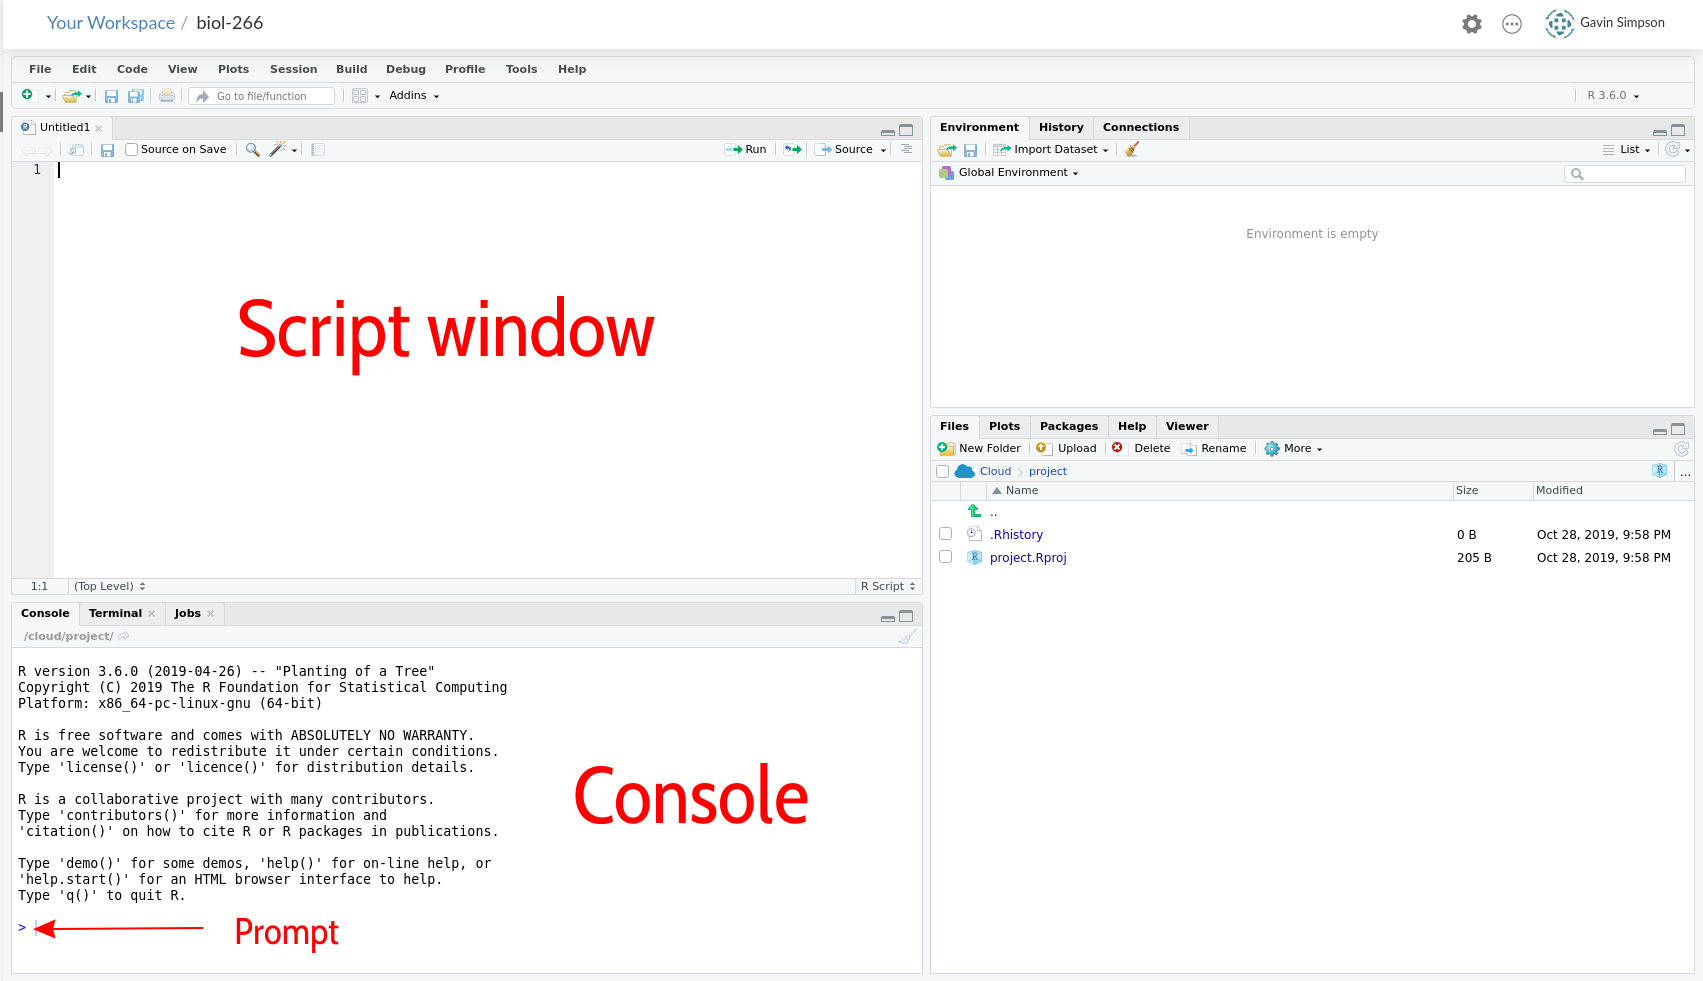 Your Workspace / biol-266
Gavin Simpson
File Edit Code View Plots Session Build Debug Profile Tools Help
Go to file/function Addins R 3.6.0
Untitled1
Source on Save Run Source
1
Script window
1:1 (Top Level) R Script
Console Terminal Jobs
/cloud/project/
R version 3.6.0 (2019-04-26) -- "Planting of a Tree"
Copyright (C) 2019 The R Foundation for Statistical Computing
Platform: x86_64-pc-linux-gnu (64-bit)
R is free software and comes with ABSOLUTELY NO WARRANTY.
You are welcome to redistribute it under certain conditions.
Type 'license()' or 'licence()' for distribution details.
R is a collaborative project with many contributors.
Type 'contributors()' for more information and
'citation()' on how to cite R or R packages in publications.
Type 'demo()' for some demos, 'help()' for on-line help, or
'help.start()' for an HTML browser interface to help.
Type 'q()' to quit R.
Console
> Prompt
Environment History Connections
Import Dataset List
Global Environment
Environment is empty
Files Plots Packages Help Viewer
New Folder Upload Delete Rename More
Cloud project R ...
Name Size Modified
..
.Rhistory 0 B Oct 28, 2019, 9:58 PM
R project.Rproj 205 B Oct 28, 2019, 9:58 PM